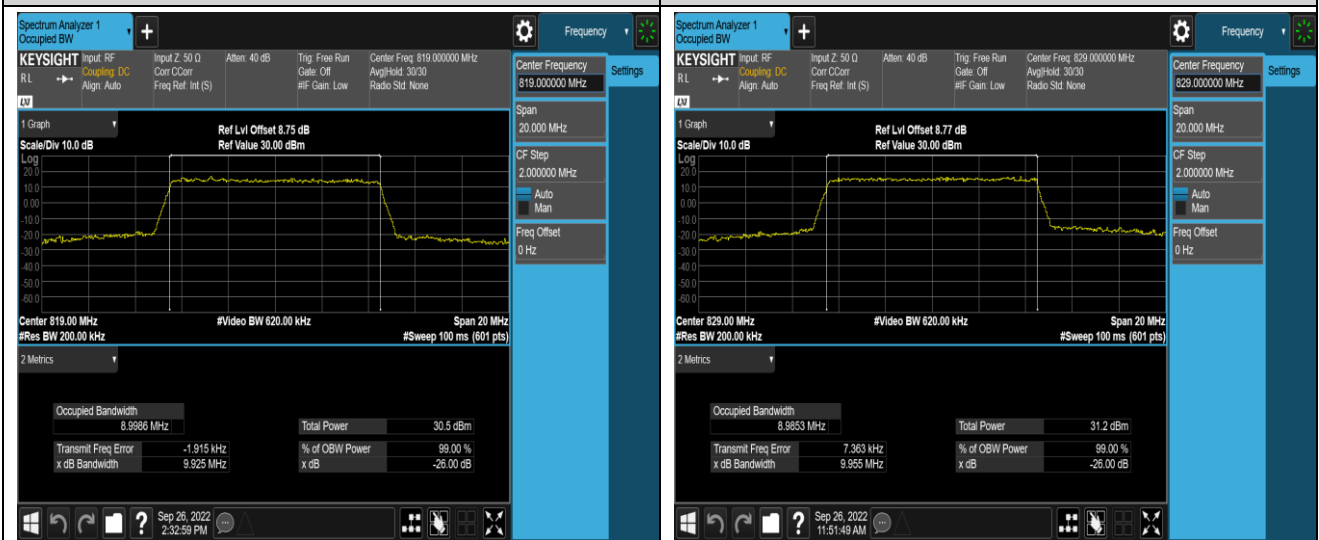 Spectrum Analyzer 1
Occupied BW
+
Frequency
KEYSIGHT
Input: RF
Coupling: DC
Align: Auto
Input Z: 50 Ω
Corr CCorr
Freq Ref: Int (S)
Atten: 40 dB
Trig: Free Run
Gate: Off
#IF Gain: Low
Center Freq: 819.000000 MHz
Avg|Hold: 30/30
Radio Std: None
RL
LXI
Center Frequency
819.000000 MHz
Settings
Span
20.000 MHz
CF Step
2.000000 MHz
Auto
Man
Freq Offset
0 Hz
1 Graph
Ref Lvl Offset 8.75 dB
Scale/Div 10.0 dB
Ref Value 30.00 dBm
Log
20.0
10.0
0.00
-10.0
-20.0
-30.0
-40.0
-50.0
-60.0
Center 819.00 MHz
#Video BW 620.00 kHz
Span 20 MHz
#Res BW 200.00 kHz
#Sweep 100 ms (601 pts)
2 Metrics
Occupied Bandwidth
8.9986 MHz
Total Power 30.5 dBm
Transmit Freq Error -1.915 kHz
% of OBW Power 99.00 %
x dB Bandwidth 9.925 MHz
x dB -26.00 dB
?
Sep 26, 2022
2:32:59 PM
Spectrum Analyzer 1
Occupied BW
+
Frequency
KEYSIGHT
Input: RF
Coupling: DC
Align: Auto
Input Z: 50 Ω
Corr CCorr
Freq Ref: Int (S)
Atten: 40 dB
Trig: Free Run
Gate: Off
#IF Gain: Low
Center Freq: 829.000000 MHz
Avg|Hold: 30/30
Radio Std: None
RL
LXI
Center Frequency
829.000000 MHz
Settings
Span
20.000 MHz
CF Step
2.000000 MHz
Auto
Man
Freq Offset
0 Hz
1 Graph
Ref Lvl Offset 8.77 dB
Scale/Div 10.0 dB
Ref Value 30.00 dBm
Log
20.0
10.0
0.00
-10.0
-20.0
-30.0
-40.0
-50.0
-60.0
Center 829.00 MHz
#Video BW 620.00 kHz
Span 20 MHz
#Res BW 200.00 kHz
#Sweep 100 ms (601 pts)
2 Metrics
Occupied Bandwidth
8.9853 MHz
Total Power 31.2 dBm
Transmit Freq Error 7.363 kHz
% of OBW Power 99.00 %
x dB Bandwidth 9.955 MHz
x dB -26.00 dB
?
Sep 26, 2022
11:51:49 AM